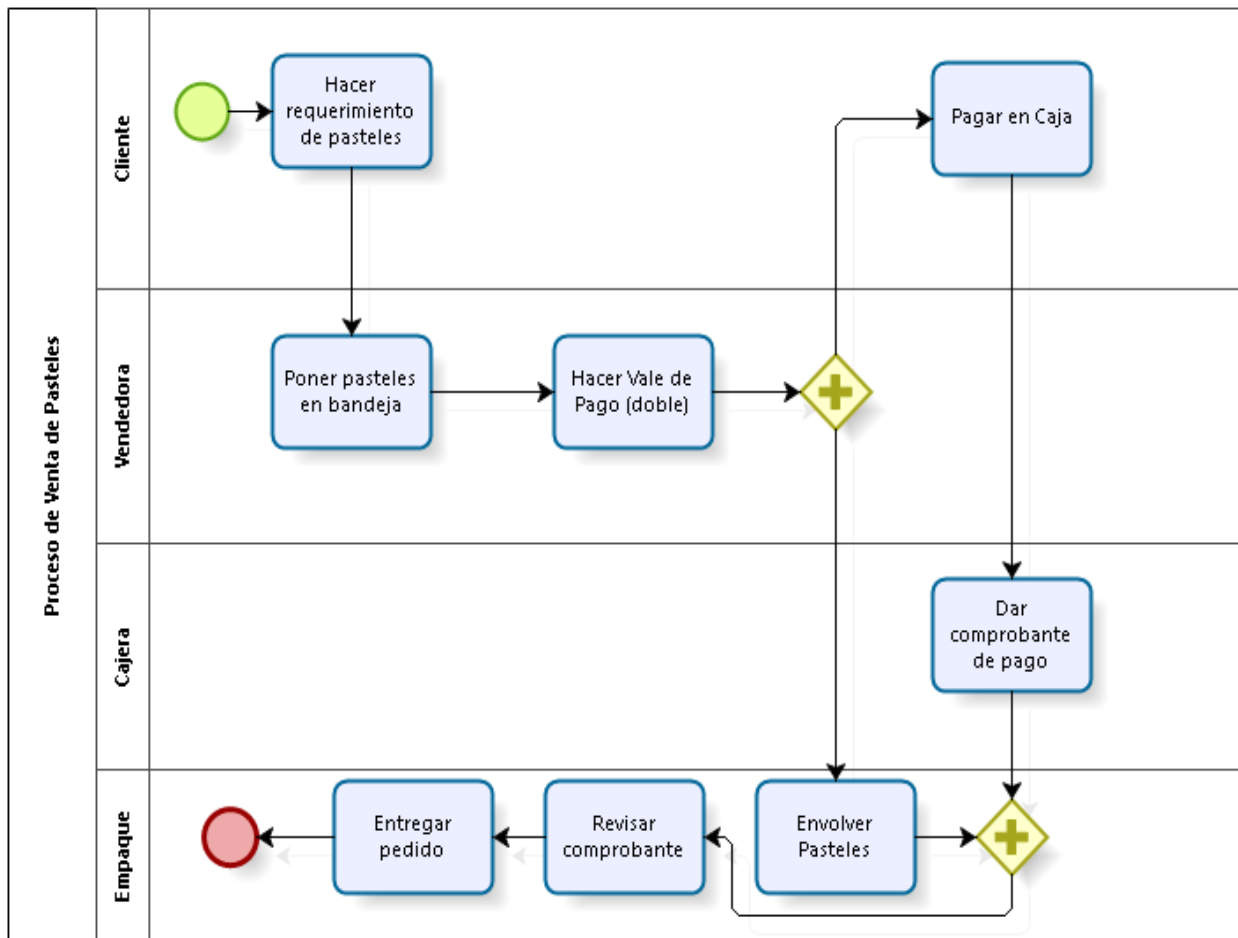 Proceso de Venta de Pasteles
Cliente
Hacer
requerimiento
de pasteles
Pagar en Caja
Vendedora
Poner pasteles
en bandeja
Hacer Vale de
Pago (doble)
Cajera
Dar
comprobante
de pago
Empaque
Entregar
pedido
Revisar
comprobante
Envolver
Pasteles